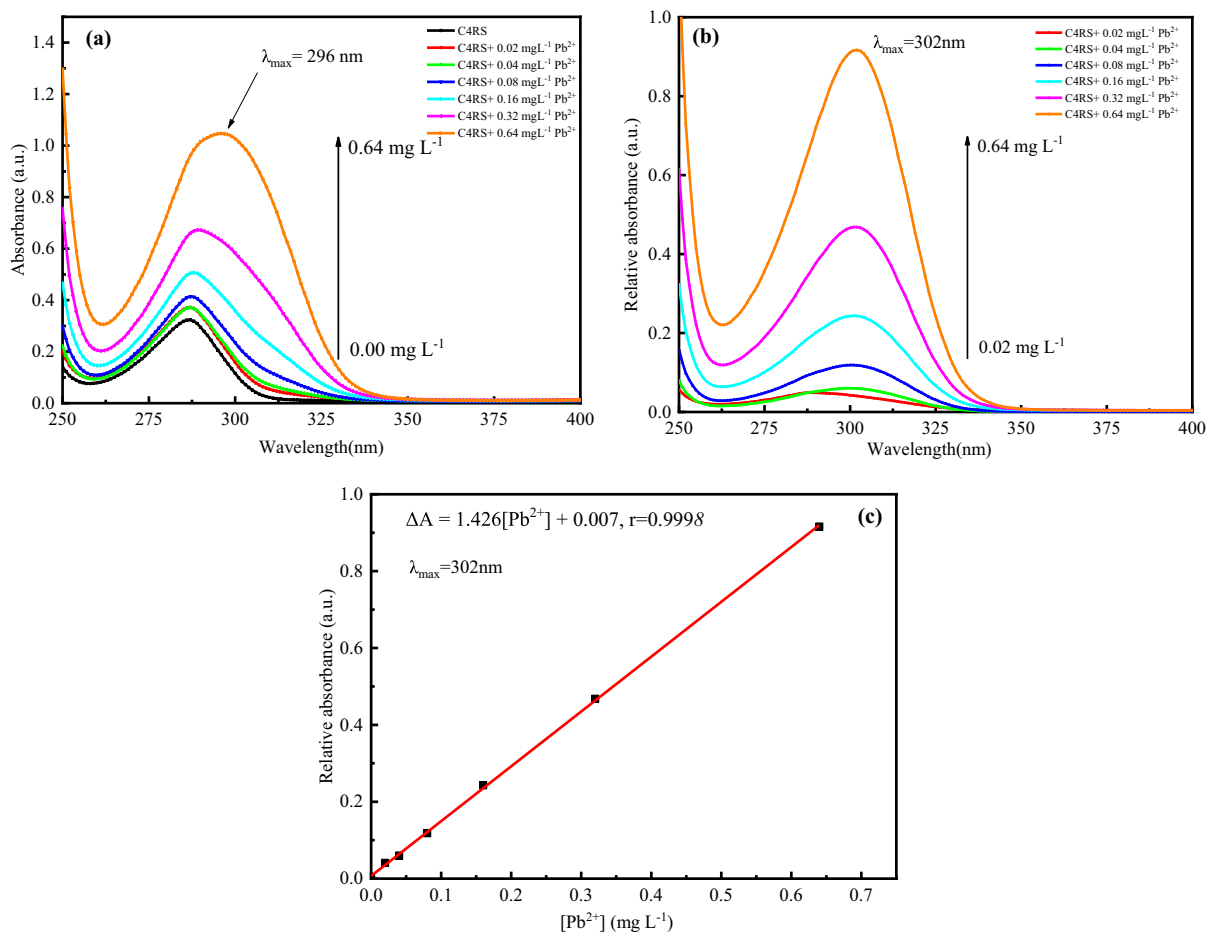 (a)
λmax= 296 nm
C4RS
C4RS+ 0.02 mgL⁻¹ Pb²⁺
C4RS+ 0.04 mgL⁻¹ Pb²⁺
C4RS+ 0.08 mgL⁻¹ Pb²⁺
C4RS+ 0.16 mgL⁻¹ Pb²⁺
C4RS+ 0.32 mgL⁻¹ Pb²⁺
C4RS+ 0.64 mgL⁻¹ Pb²⁺
0.64 mg L⁻¹
0.00 mg L⁻¹
Absorbance (a.u.)
1.4
1.2
1.0
0.8
0.6
0.4
0.2
0.0
250 275 300 325 350 375 400
Wavelength(nm)
(b)
λmax=302nm
C4RS+ 0.02 mgL⁻¹ Pb²⁺
C4RS+ 0.04 mgL⁻¹ Pb²⁺
C4RS+ 0.08 mgL⁻¹ Pb²⁺
C4RS+ 0.16 mgL⁻¹ Pb²⁺
C4RS+ 0.32 mgL⁻¹ Pb²⁺
C4RS+ 0.64 mgL⁻¹ Pb²⁺
0.64 mg L⁻¹
0.02 mg L⁻¹
Relative absorbance (a.u.)
1.0
0.8
0.6
0.4
0.2
0.0
250 275 300 325 350 375 400
Wavelength(nm)
(c)
ΔA = 1.426[Pb²⁺] + 0.007, r=0.9998
λmax=302nm
Relative absorbance (a.u.)
1.0
0.8
0.6
0.4
0.2
0.0
0.0 0.1 0.2 0.3 0.4 0.5 0.6 0.7
[Pb²⁺] (mg L⁻¹)